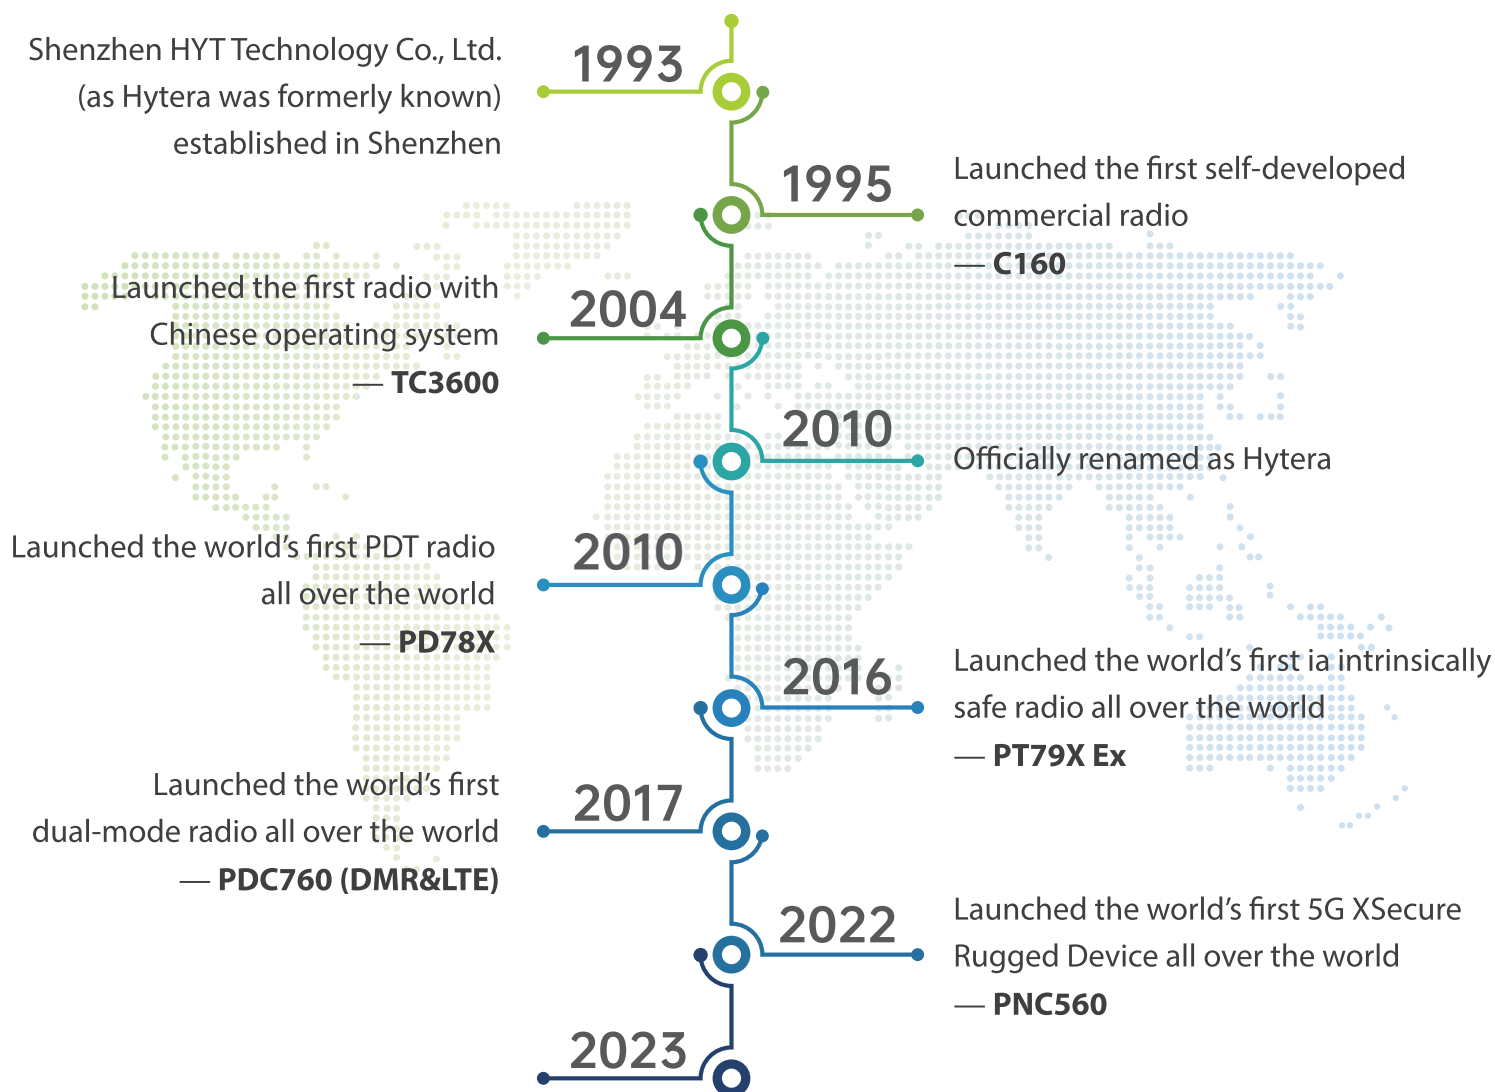 1993
Shenzhen HYT Technology Co., Ltd.
(as Hytera was formerly known)
established in Shenzhen
1995
Launched the first self-developed
commercial radio
— C160
2004
Launched the first radio with
Chinese operating system
— TC3600
2010
Officially renamed as Hytera
2010
Launched the world’s first PDT radio
all over the world
— PD78X
2016
Launched the world’s first ia intrinsically
safe radio all over the world
— PT79X Ex
2017
Launched the world’s first
dual-mode radio all over the world
— PDC760 (DMR&LTE)
2022
Launched the world’s first 5G XSecure
Rugged Device all over the world
— PNC560
2023